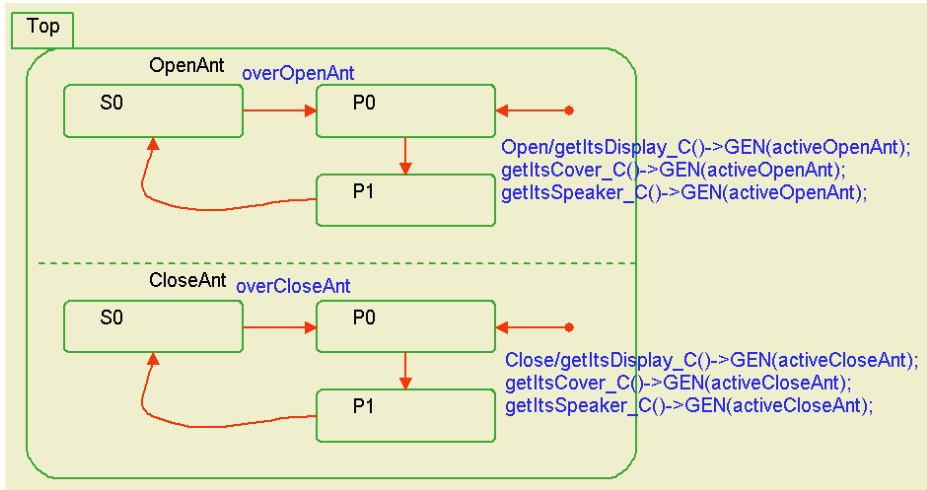 Top
OpenAnt
overOpenAnt
S0
P0
Open/getItsDisplay_C()->GEN(activeOpenAnt);
getItsCover_C()->GEN(activeOpenAnt);
getItsSpeaker_C()->GEN(activeOpenAnt);
P1
CloseAnt
overCloseAnt
S0
P0
Close/getItsDisplay_C()->GEN(activeCloseAnt);
getItsCover_C()->GEN(activeCloseAnt);
getItsSpeaker_C()->GEN(activeCloseAnt);
P1